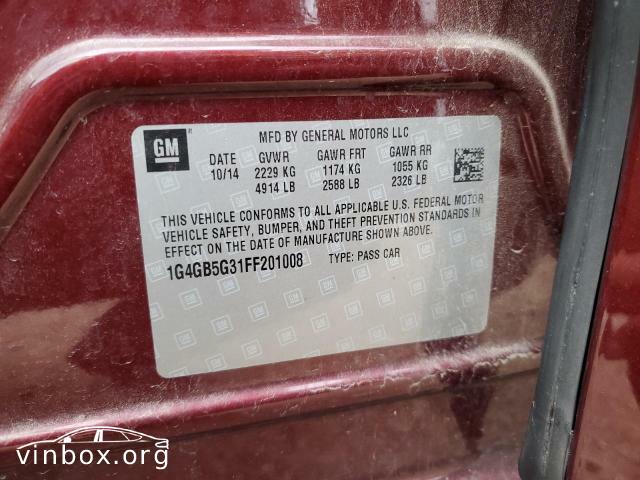 GM
®
MFD BY GENERAL MOTORS LLC
DATE GVWR GAWR FRT GAWR RR
10/14 2229 KG 1174 KG 1055 KG
4914 LB 2588 LB 2326 LB
THIS VEHICLE CONFORMS TO ALL APPLICABLE U.S. FEDERAL MOTOR
VEHICLE SAFETY, BUMPER, AND THEFT PREVENTION STANDARDS IN
EFFECT ON THE DATE OF MANUFACTURE SHOWN ABOVE.
1G4GB5G31FF201008 TYPE: PASS CAR
vinbox.org